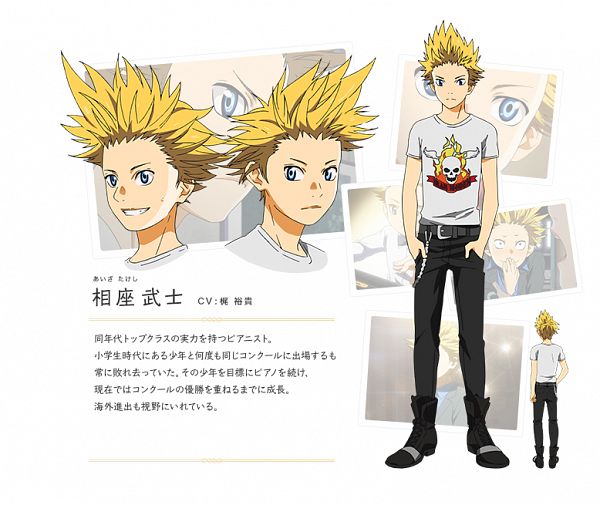 あいざ たけし
相座 武士 CV:梶 裕貴
同年代トップクラスの実力を持つピアニスト。
小学生時代にある少年と何度も同じコンクールに出場するも
常に敗れ去っていた。その少年を目標にピアノを続け、
現在ではコンクールの優勝を重ねるまでに成長。
海外進出も視野にいれている。